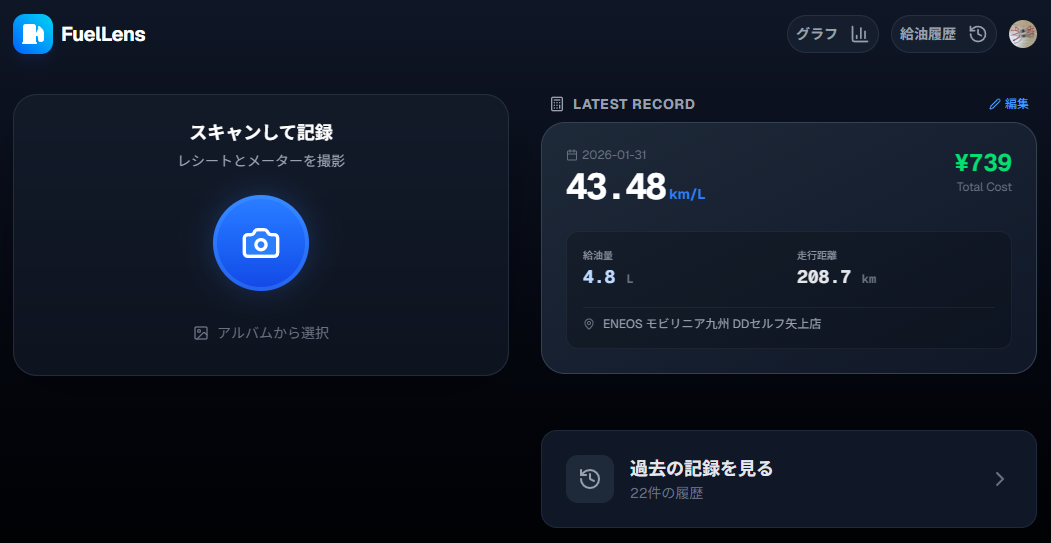 FuelLens
グラフ
給油履歴
スキャンして記録
レシートとメーターを撮影
アルバムから選択
LATEST RECORD
編集
2026-01-31
¥739
43.48 km/L
Total Cost
給油量
走行距離
4.8 L
208.7 km
ENEOS モビリニア九州 DDセルフ矢上店
過去の記録を見る
22件の履歴